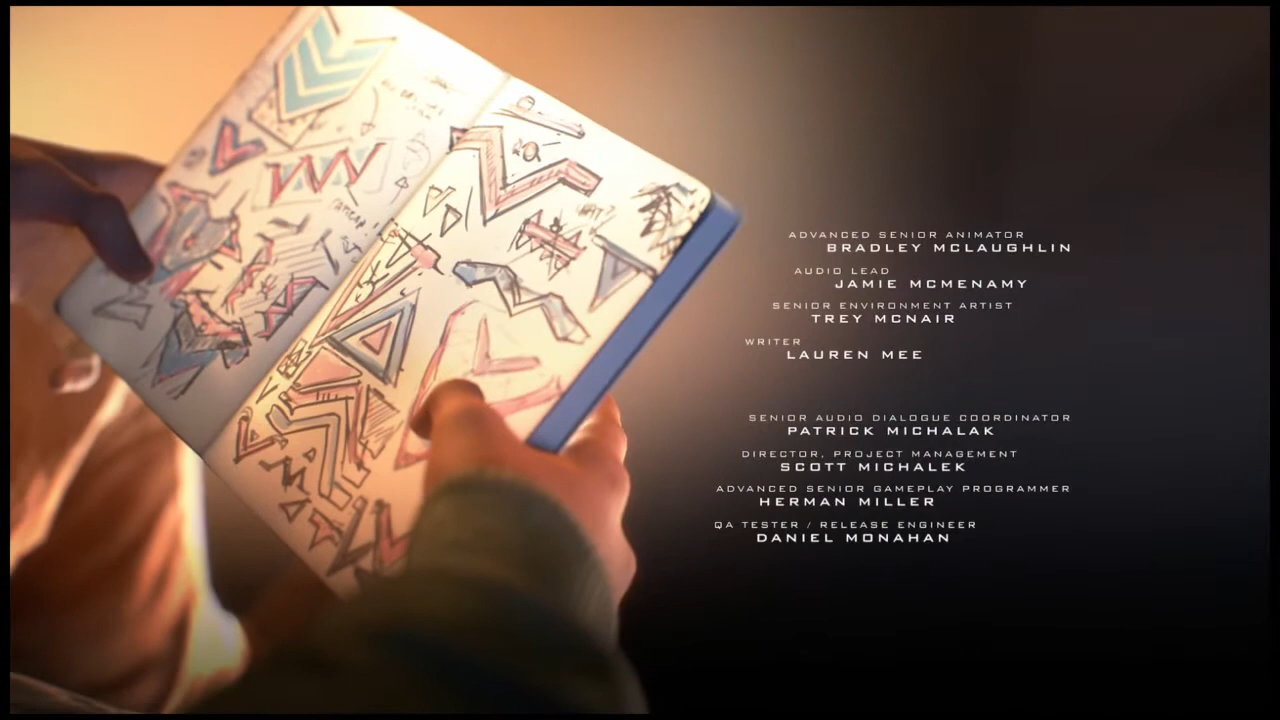 ADVANCED SENIOR ANIMATOR
BRADLEY MCLAUGHLIN
AUDIO LEAD
JAMIE MCMENAMY
SENIOR ENVIRONMENT ARTIST
TREY MCNAIR
WRITER
LAUREN MEE
SENIOR AUDIO DIALOGUE COORDINATOR
PATRICK MICHALAK
DIRECTOR, PROJECT MANAGEMENT
SCOTT MICHALEK
ADVANCED SENIOR GAMEPLAY PROGRAMMER
HERMAN MILLER
QA TESTER / RELEASE ENGINEER
DANIEL MONAHAN